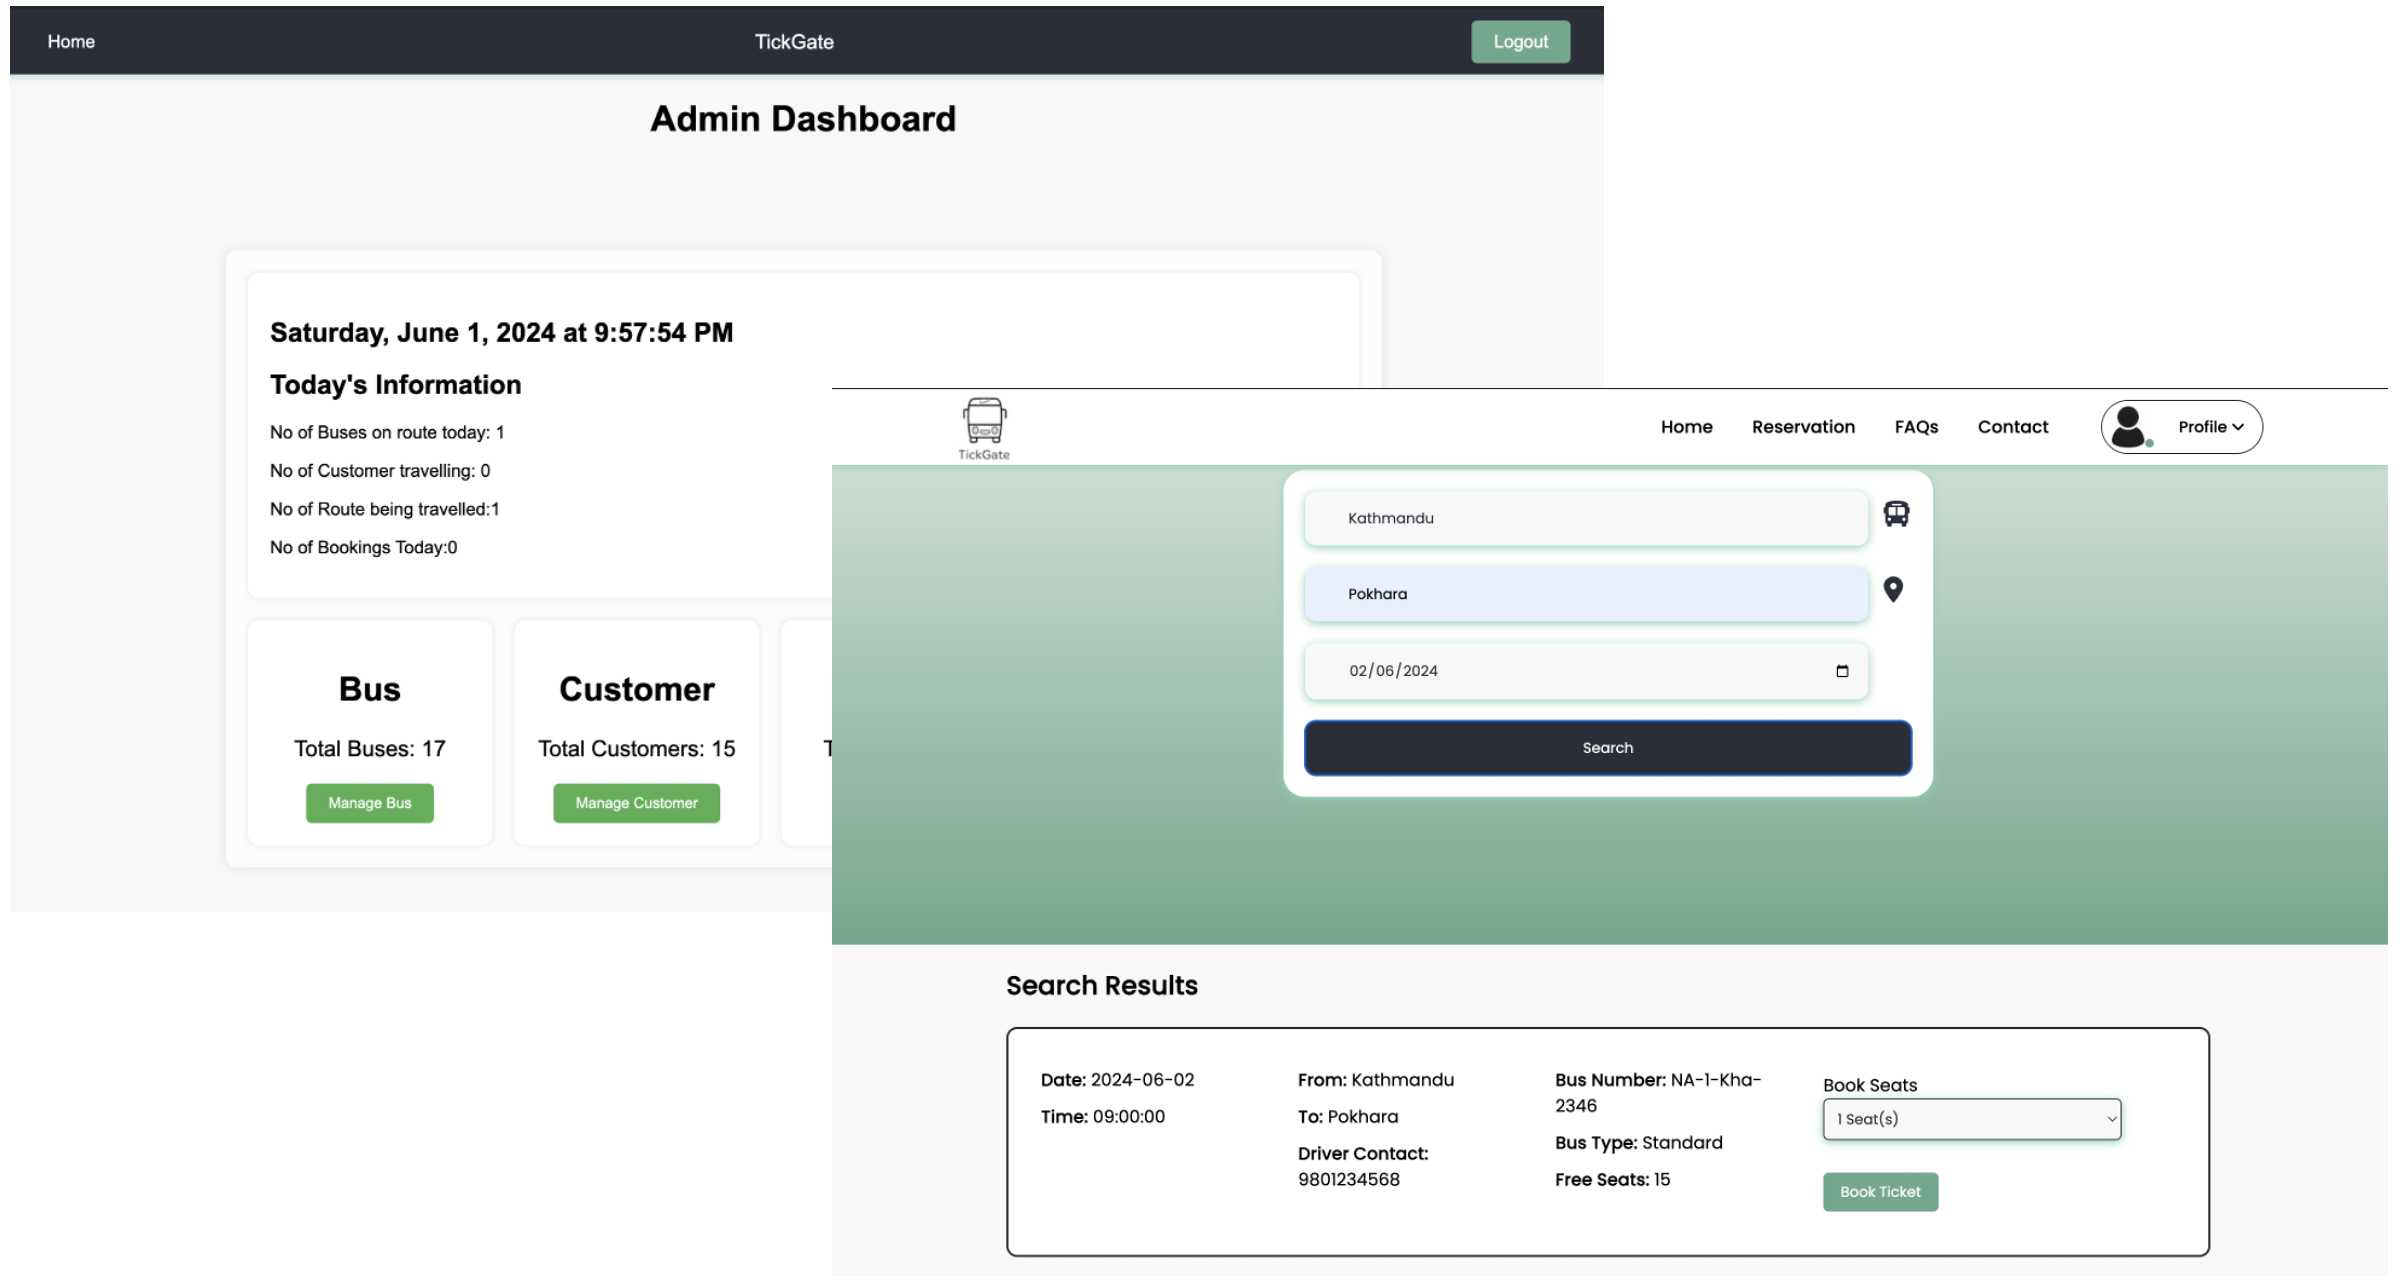 Home
TickGate
Logout
Admin Dashboard
Saturday, June 1, 2024 at 9:57:54 PM
Today's Information
No of Buses on route today: 1
No of Customer travelling: 0
No of Route being travelled:1
No of Bookings Today:0
Bus
Total Buses: 17
Manage Bus
Customer
Total Customers: 15
Manage Customer
TickGate
Home
Reservation
FAQs
Contact
Profile
Kathmandu
Pokhara
02/06/2024
Search
Search Results
Date: 2024-06-02
Time: 09:00:00
From: Kathmandu
To: Pokhara
Driver Contact:
9801234568
Bus Number: NA-1-Kha-
2346
Bus Type: Standard
Free Seats: 15
Book Seats
1 Seat(s)
Book Ticket